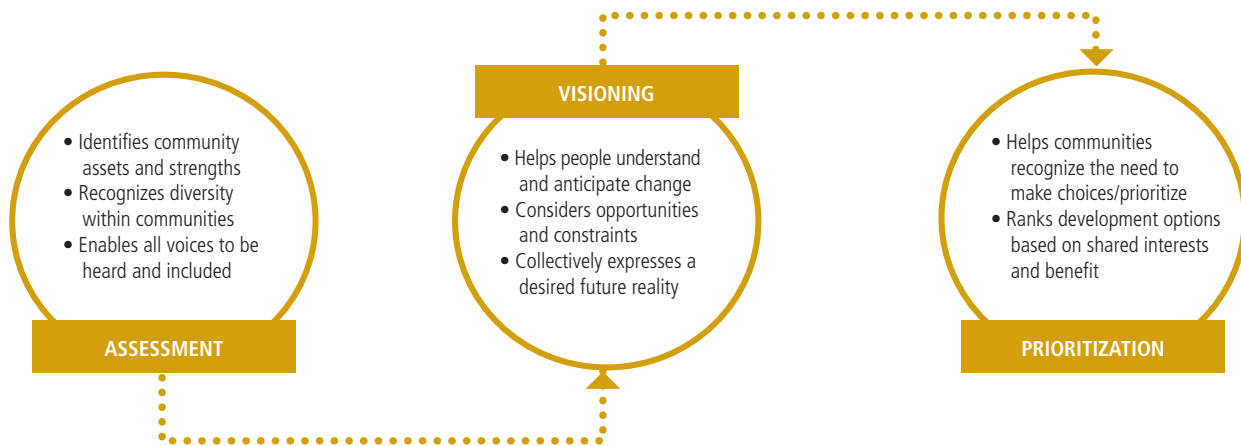 • Identifies community
assets and strengths
• Recognizes diversity
within communities
• Enables all voices to be
heard and included
ASSESSMENT
VISIONING
• Helps people understand
and anticipate change
• Considers opportunities
and constraints
• Collectively expresses a
desired future reality
• Helps communities
recognize the need to
make choices/prioritize
• Ranks development options
based on shared interests
and benefit
PRIORITIZATION